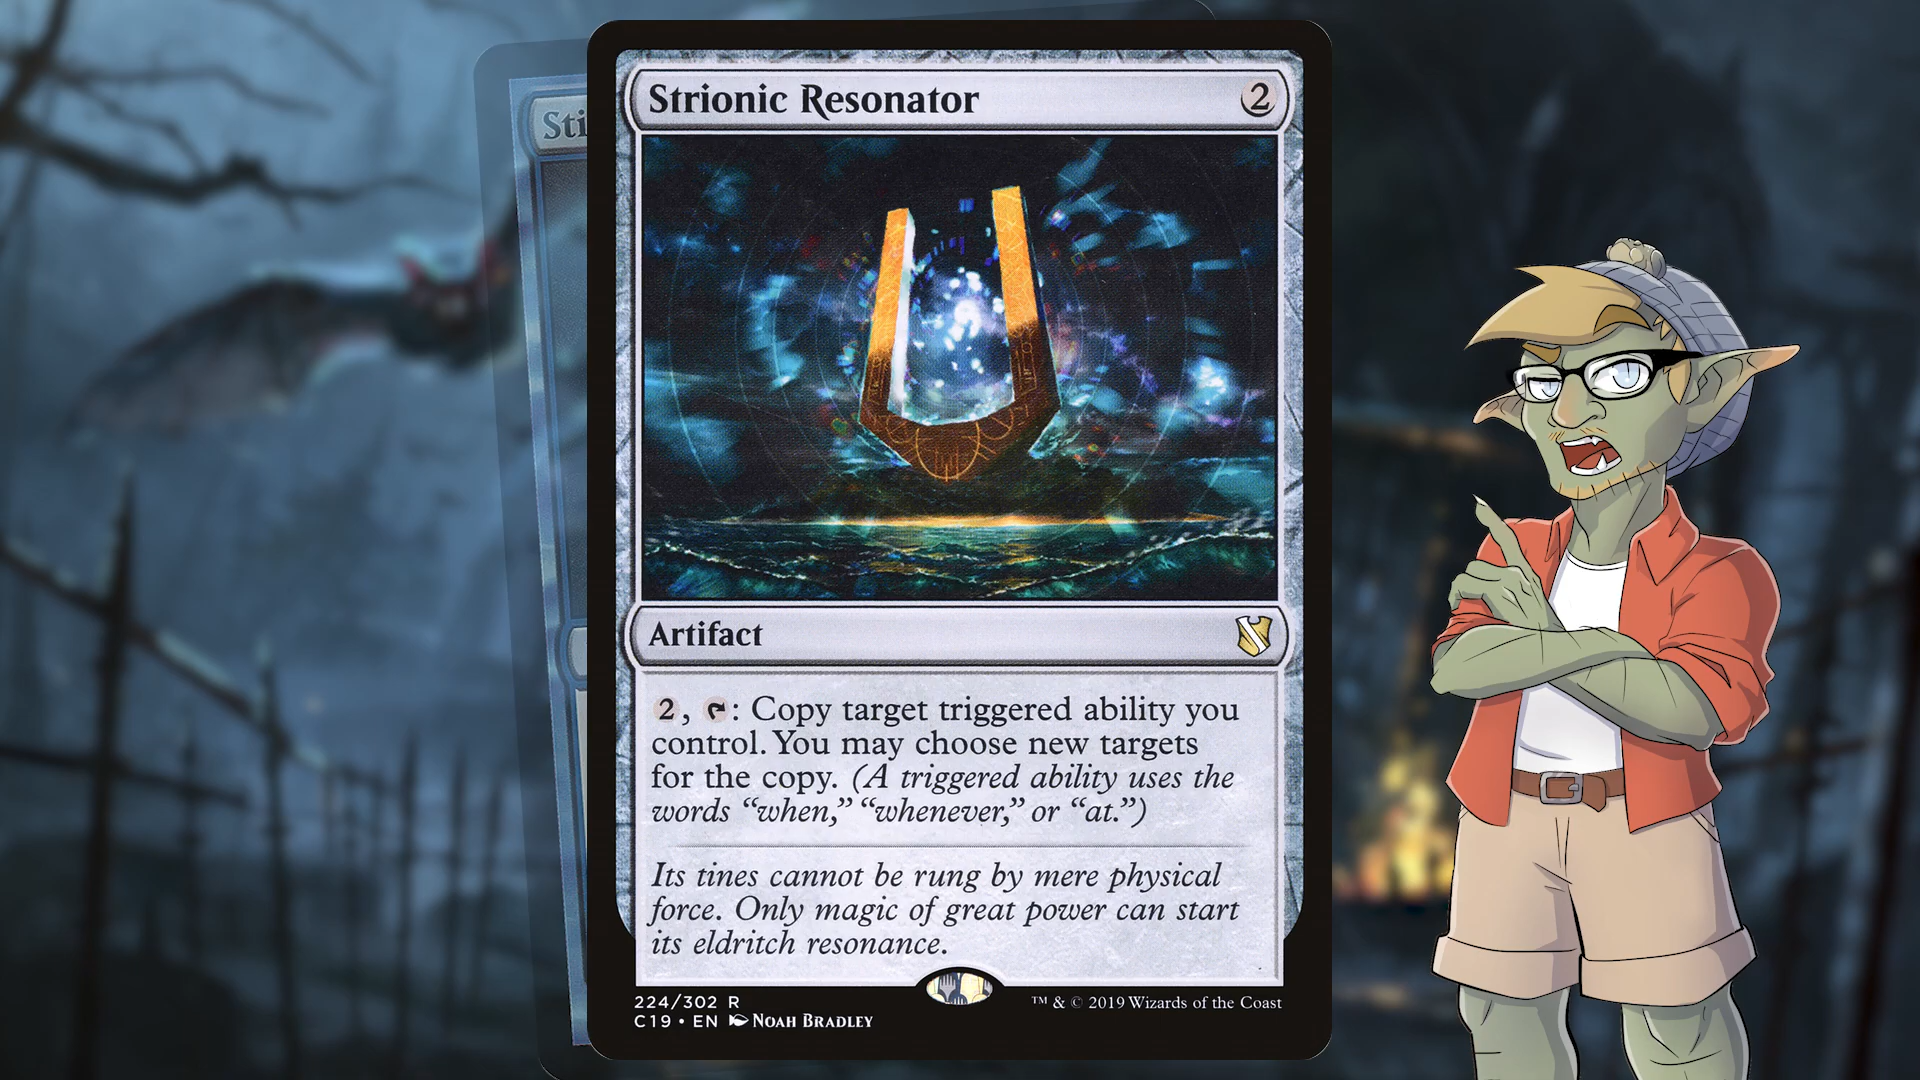 Strionic Resonator 2
Sti
Artifact
2, : Copy target triggered ability you
control. You may choose new targets
for the copy. (A triggered ability uses the
words “when,” “whenever,” or “at.”)
Its tines cannot be rung by mere physical
force. Only magic of great power can start
its eldritch resonance.
224/302 R
C19 • EN Noah Bradley
™ & © 2019 Wizards of the Coast